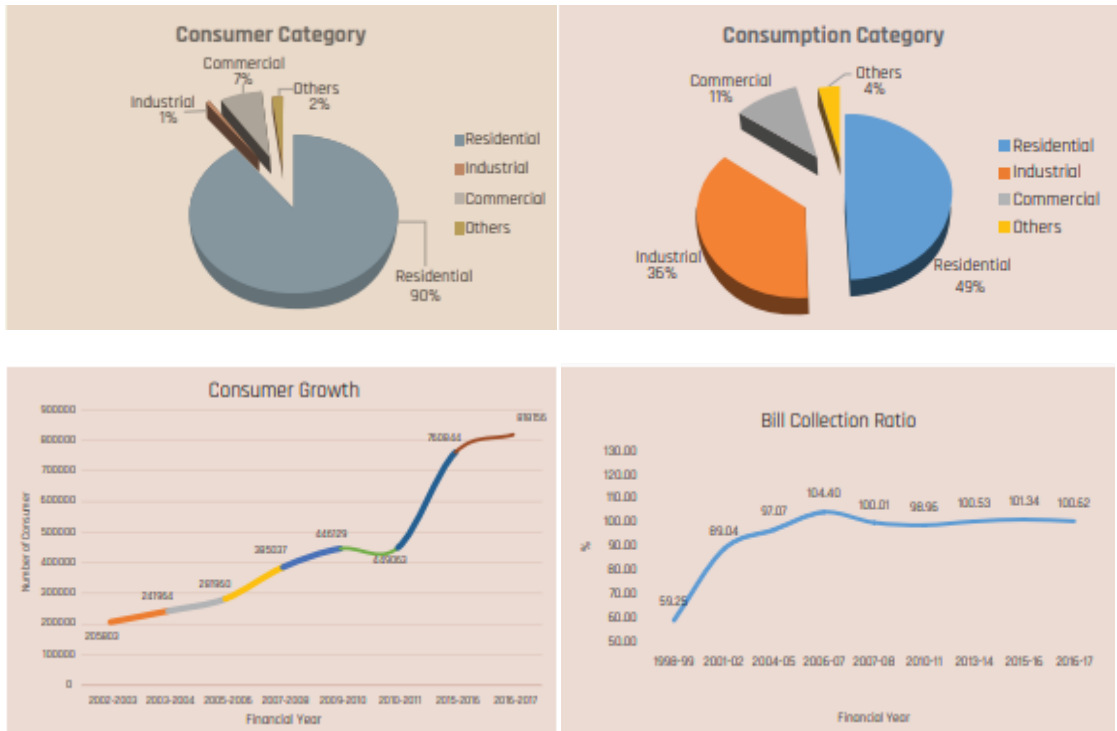 Consumer Category
Commercial
7%
Others
2%
Industrial
1%
Residential
90%
Residential
Industrial
Commercial
Others
Consumption Category
Commercial
11%
Others
4%
Industrial
36%
Residential
49%
Residential
Industrial
Commercial
Others
Consumer Growth
Number of Consumer
900000
800000
700000
600000
500000
400000
300000
200000
100000
0
205803
241964
385037
446129
449063
760844
818156
2002-2003 2003-2004 2005-2006 2007-2008 2009-2010 2010-2011 2015-2016 2016-2017
Financial Year
Bill Collection Ratio
%
130.00
120.00
110.00
100.00
90.00
80.00
70.00
60.00
50.00
89.04
97.07
104.40
100.01
98.96
100.53
101.34
100.62
1998-99 2001-02 2004-05 2006-07 2007-08 2010-11 2013-14 2015-16 2016-17
Financial Year